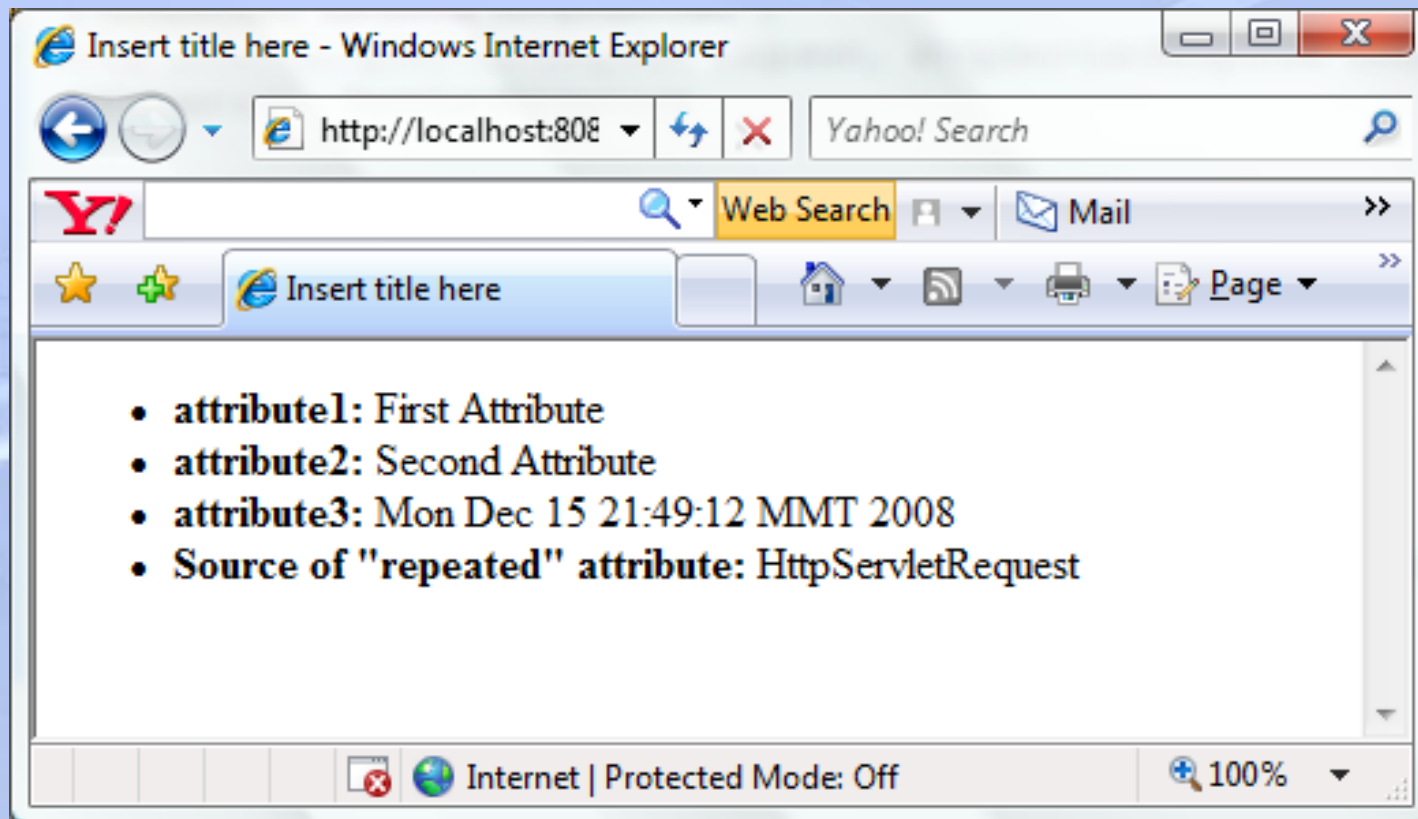 Insert title here - Windows Internet Explorer
http://localhost:808
Yahoo! Search
Y!
Web Search
Mail
Insert title here
Page
• attribute1: First Attribute
• attribute2: Second Attribute
• attribute3: Mon Dec 15 21:49:12 MMT 2008
• Source of "repeated" attribute: HttpServletRequest
Internet | Protected Mode: Off
100%